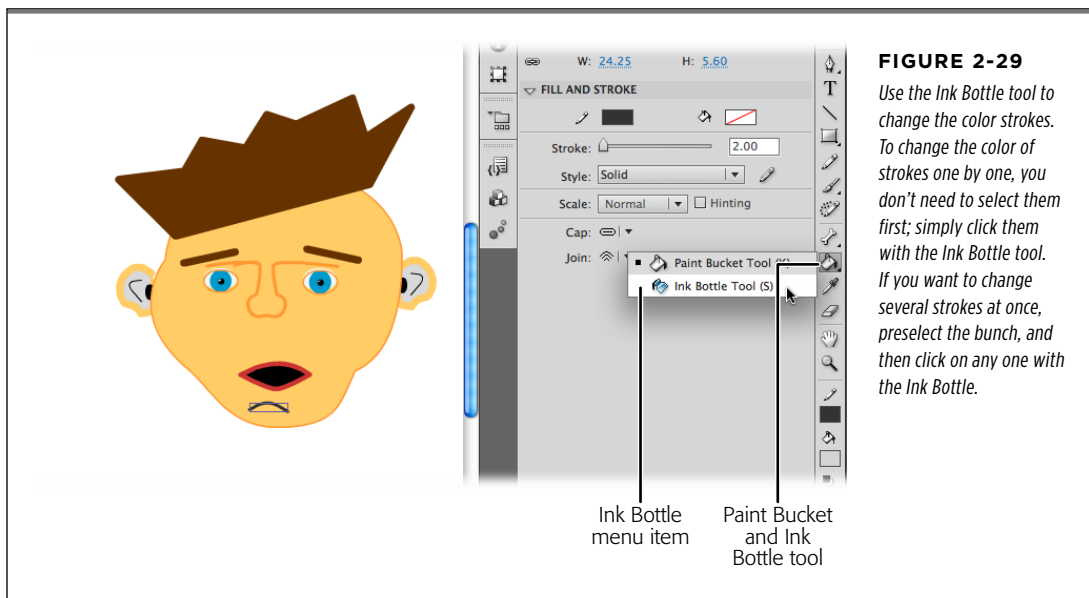 W: 24.25 H: 5.60
FILL AND STROKE
Stroke: 2.00
Style: Solid
Scale: Normal Hinting
Cap:
Join:
Paint Bucket Tool
Ink Bottle Tool (S)
T
Ink Bottle
menu item
Paint Bucket
and Ink
Bottle tool
FIGURE 2-29
Use the Ink Bottle tool to
change the color strokes.
To change the color of
strokes one by one, you
don’t need to select them
first; simply click them
with the Ink Bottle tool.
If you want to change
several strokes at once,
preselect the bunch, and
then click on any one with
the Ink Bottle.